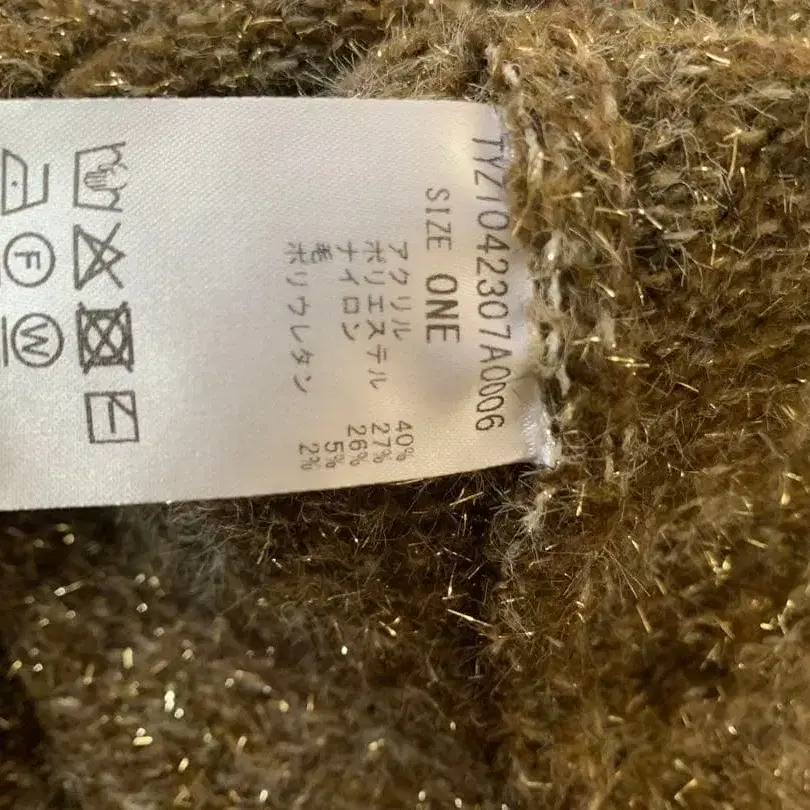 TYZ1042307A0006
SIZE ONE
アクリル 40%
ポリエステル 27%
ナイロン 26%
毛 5%
ポリウレタン 2%
F
W